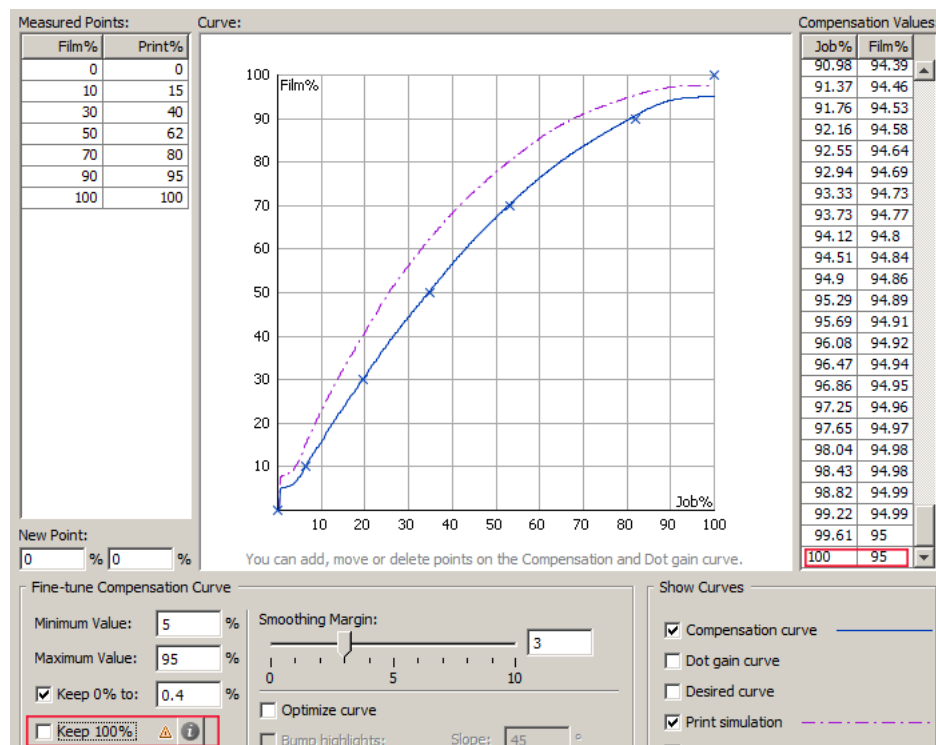 Measured Points:
Film% Print%
0 0
10 15
30 40
50 62
70 80
90 95
100 100
New Point:
0 % 0 %
Curve:
Film%
100
90
80
70
60
50
40
30
20
10
Job%
10 20 30 40 50 60 70 80 90 100
You can add, move or delete points on the Compensation and Dot gain curve.
Compensation Values
Job% Film%
90.98 94.39
91.37 94.46
91.76 94.53
92.16 94.58
92.55 94.64
92.94 94.69
93.33 94.73
93.73 94.77
94.12 94.8
94.51 94.84
94.9 94.86
95.29 94.89
95.69 94.91
96.08 94.92
96.47 94.94
96.86 94.95
97.25 94.96
97.65 94.97
98.04 94.98
98.43 94.98
98.82 94.99
99.22 94.99
99.61 95
100 95
Fine-tune Compensation Curve
Minimum Value: 5 %
Maximum Value: 95 %
Keep 0% to: 0.4 %
Keep 100%
Smoothing Margin:
3
0 5 10
Optimize curve
Bump highlights: Slope: 45 °
Show Curves
Compensation curve
Dot gain curve
Desired curve
Print simulation